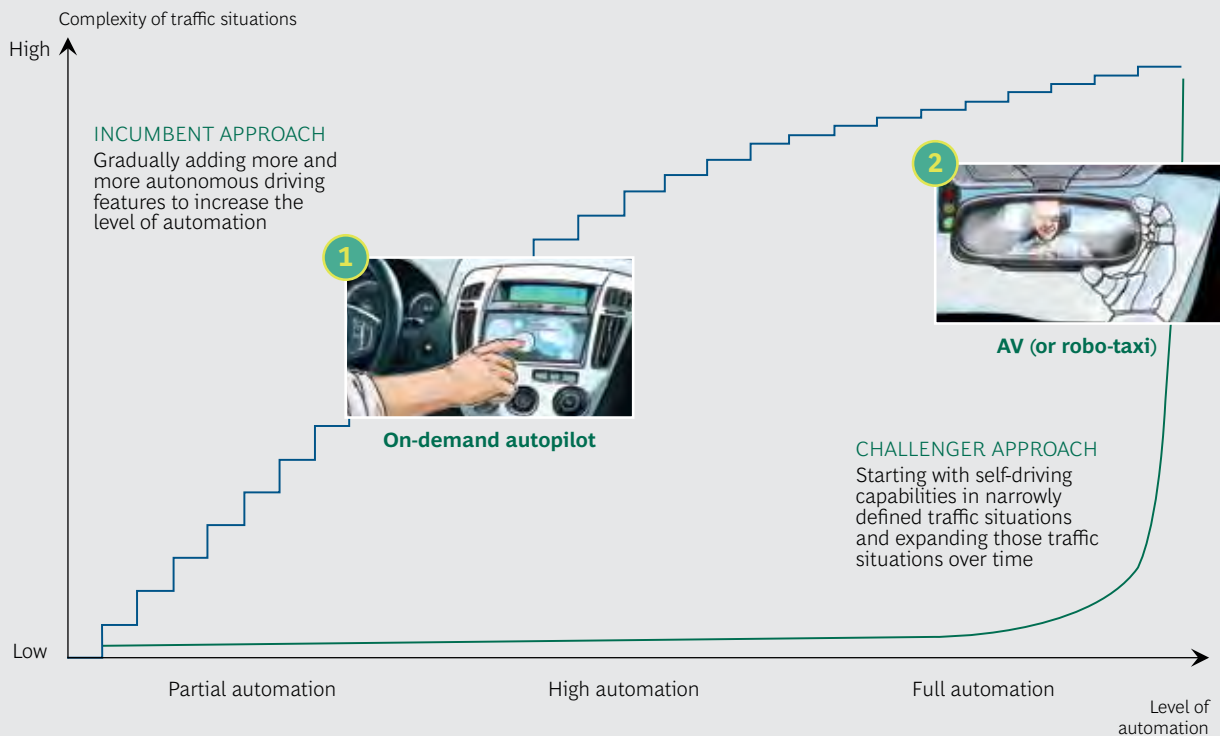 Complexity of traffic situations
High
INCUMBENT APPROACH
Gradually adding more and
more autonomous driving
features to increase the
level of automation
1
2
On-demand autopilot
AV (or robo-taxi)
CHALLENGER APPROACH
Starting with self-driving
capabilities in narrowly
defined traffic situations
and expanding those traffic
situations over time
Low
Partial automation
High automation
Full automation
Level of
automation